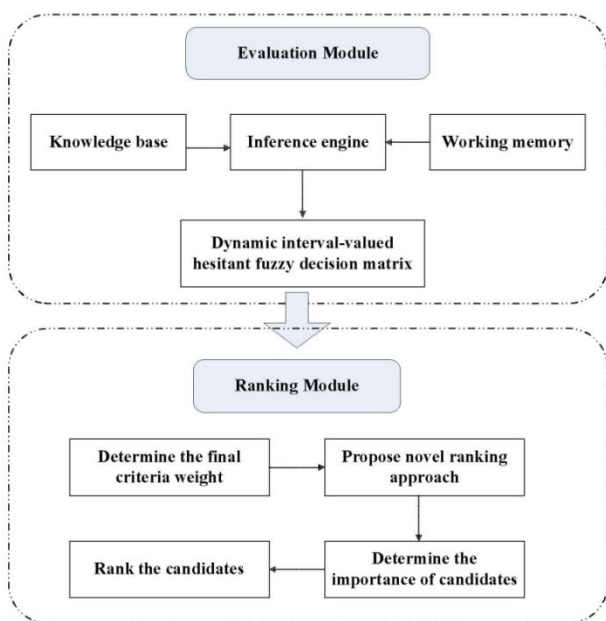 Evaluation Module
Knowledge base
Inference engine
Working memory
Dynamic interval-valued
hesitant fuzzy decision matrix
Ranking Module
Determine the final
criteria weight
Propose novel ranking
approach
Rank the candidates
Determine the
importance of candidates